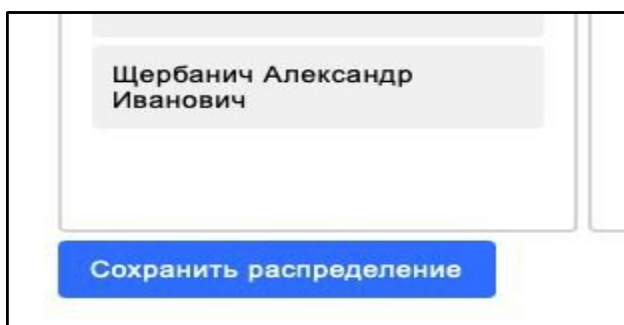 Щербанич Александр
Иванович
Сохранить распределение